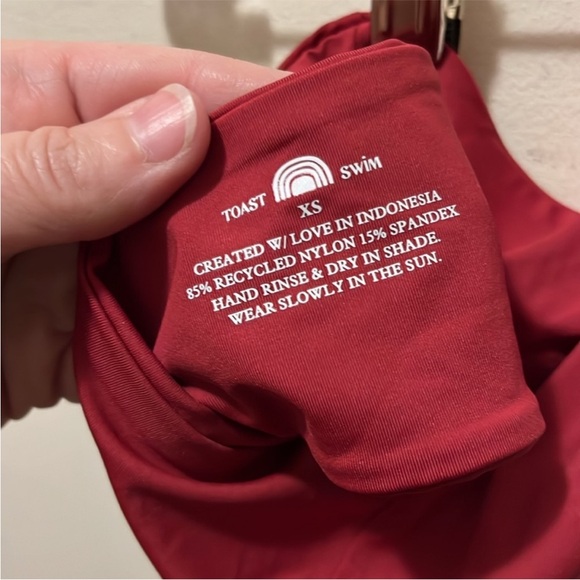 TOAST SWiM
XS
CREATED W/ LOVE IN INDONESIA
85% RECYCLED NYLON 15% SPANDEX
HAND RINSE & DRY IN SHADE.
WEAR SLOWLY IN THE SUN.